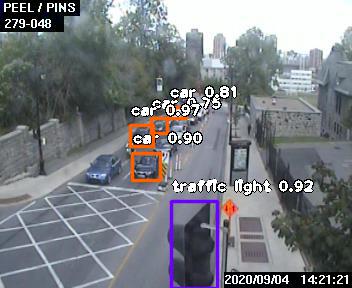 PEEL / PINS
279-048
car 0.81
car 0.75
car 0.97
car 0.90
traffic light 0.92
2020/09/04 14:21:21